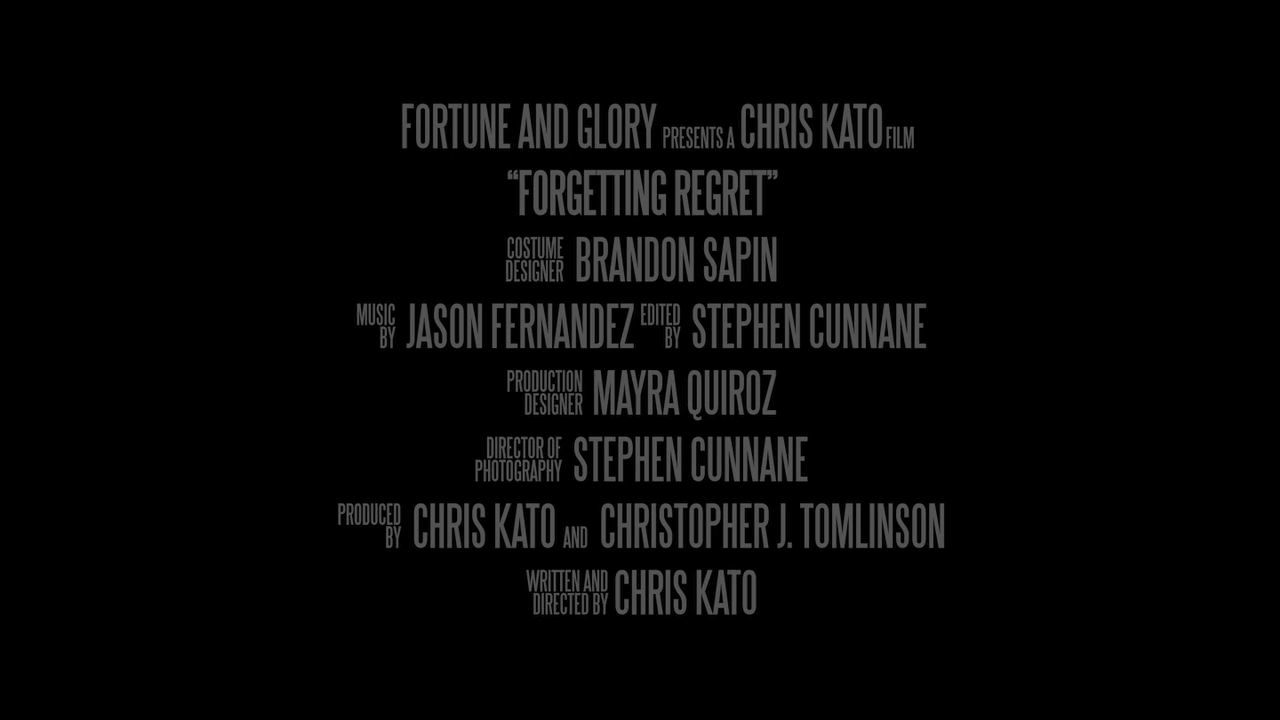 FORTUNE AND GLORY PRESENTS A CHRIS KATO FILM
“FORGETTING REGRET”
COSTUME DESIGNER BRANDON SAPIN
MUSIC BY JASON FERNANDEZ EDITED BY STEPHEN CUNNANE
PRODUCTION DESIGNER MAYRA QUIROZ
DIRECTOR OF PHOTOGRAPHY STEPHEN CUNNANE
PRODUCED BY CHRIS KATO AND CHRISTOPHER J. TOMLINSON
WRITTEN AND DIRECTED BY CHRIS KATO